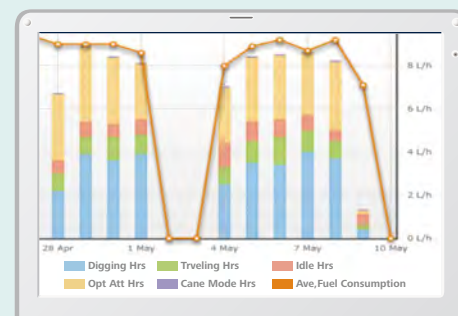 8 L/h
6 L/h
4 L/h
2 L/h
0 L/h
28 Apr 1 May 4 May 7 May 10 May
Digging Hrs Trveling Hrs Idle Hrs
Opt Att Hrs Cane Mode Hrs Ave,Fuel Consumption